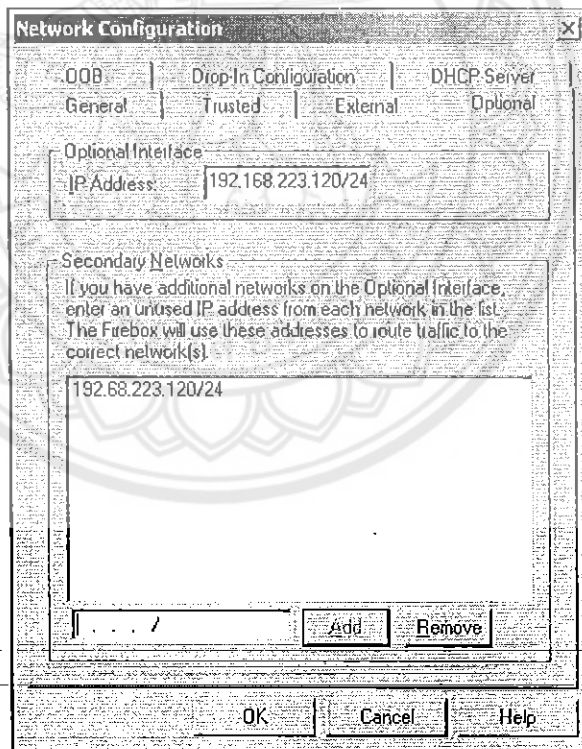 Network Configuration
OOB Drop-In Configuration DHCP Server
General Trusted External Optional
Optional Interface
IP Address: 192.168.223.120/24
Secondary Networks
If you have additional networks on the Optional Interface,
enter an unused IP address from each network in the list.
The Firebox will use these addresses to route traffic to the
correct network(s).
192.68.223.120/24
. . . /
Add Remove
OK Cancel Help